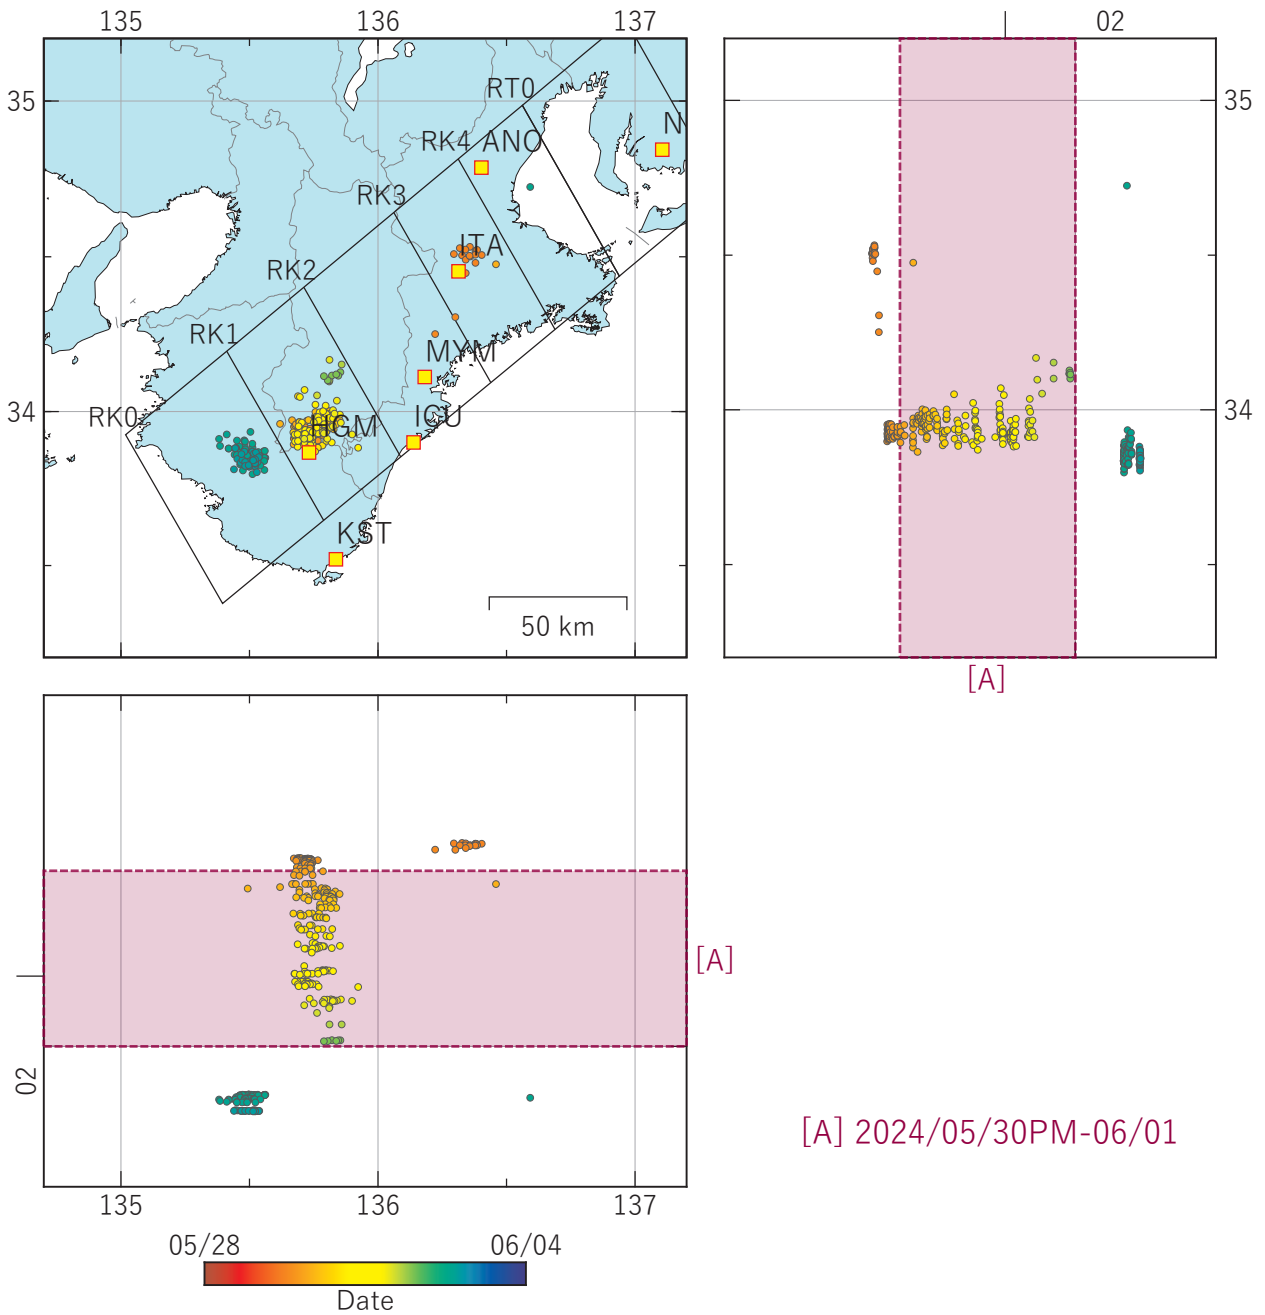 135 136 137
02
35
RT0
N
RK4 ANO
RK3
ITA
RK2
RK1
MYM
34
RK0
HGM
ICU
KST
50 km
35
34
[A]
[A]
02
[A] 2024/05/30PM-06/01
135 136 137
05/28 06/04
Date